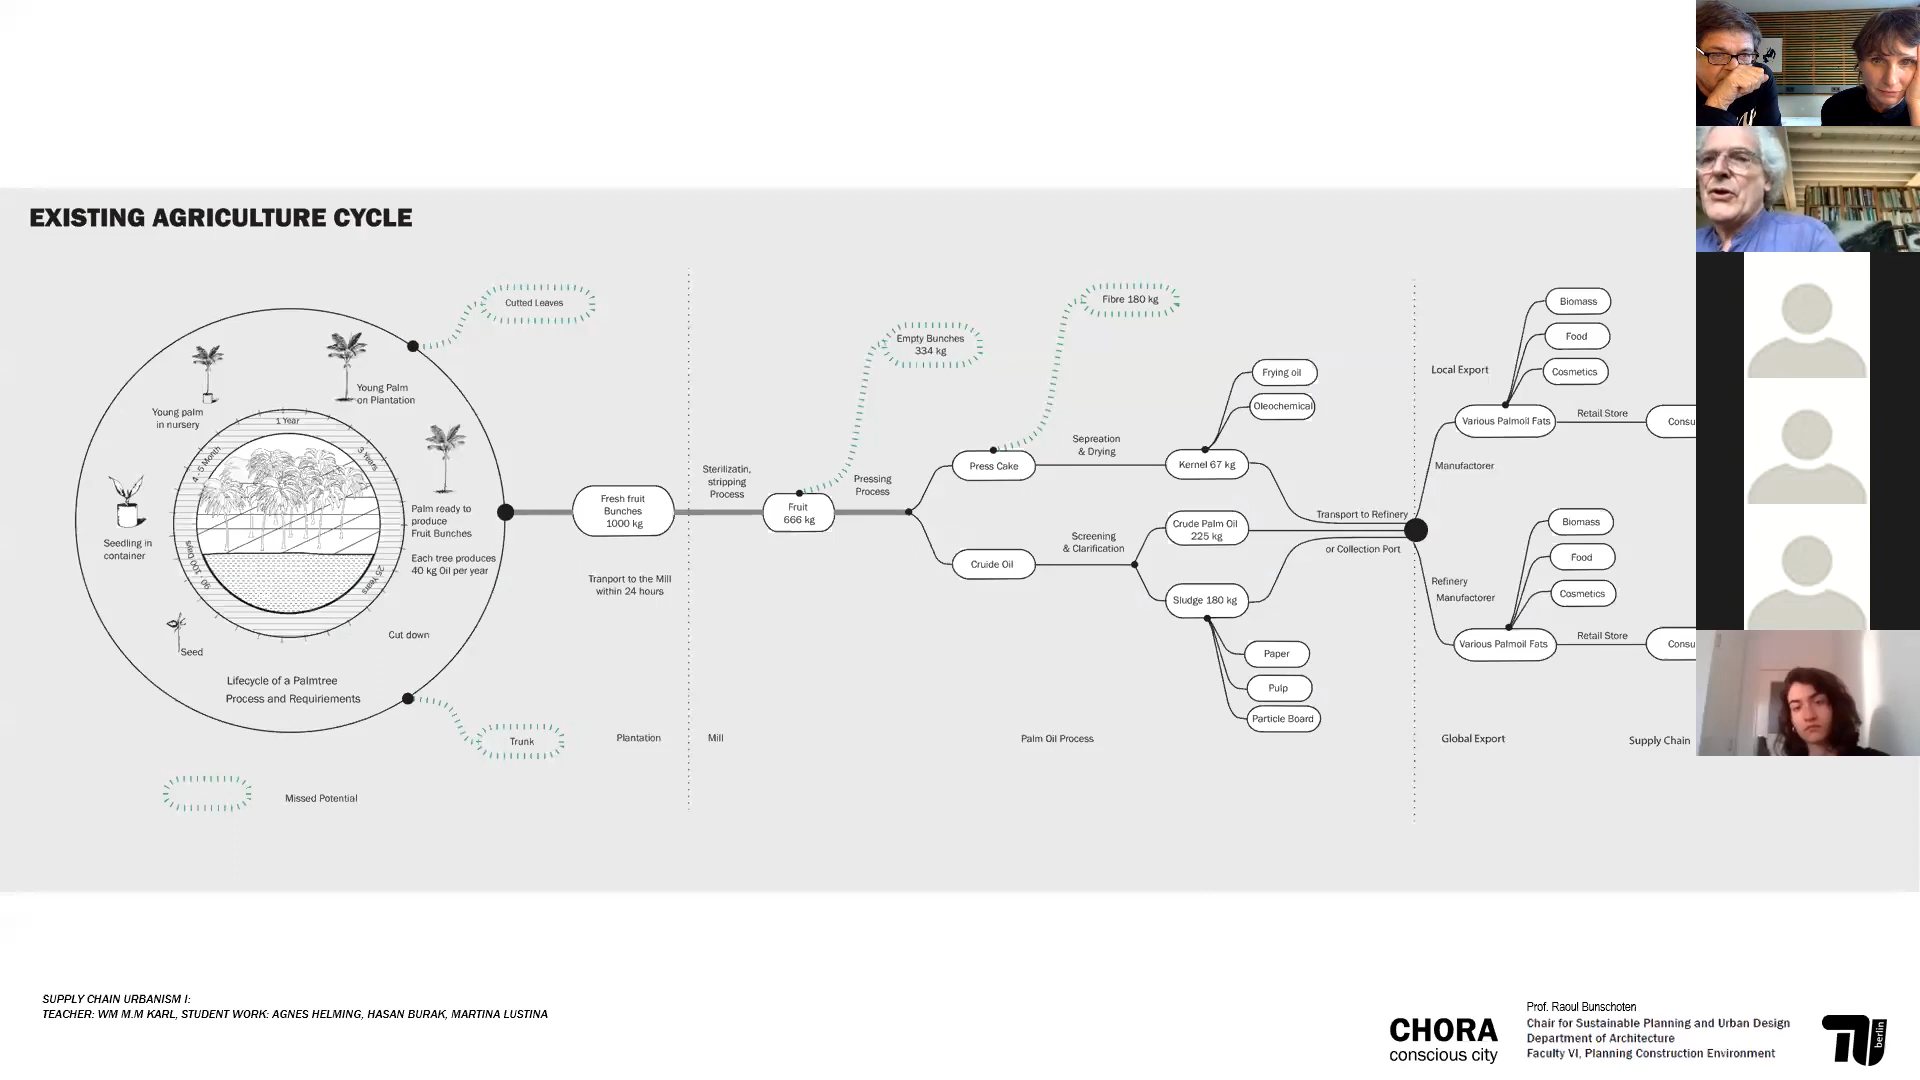 EXISTING AGRICULTURE CYCLE
Cutted Leaves
Young Palm
on Plantation
Young palm
in nursery
1 Year
4 - 5 Month
3 Years
Seedling in
container
Palm ready to
produce
Fruit Bunches
Each tree produces
40 kg Oil per year
90 - 100 Days
25 Years
Seed
Cut down
Lifecycle of a Palmtree
Process and Requiriements
Trunk
Missed Potential
Fresh fruit
Bunches
1000 kg
Tranport to the Mill
within 24 hours
Plantation
Mill
Sterilizatin,
stripping
Process
Fruit
666 kg
Empty Bunches
334 kg
Pressing
Process
Fibre 180 kg
Press Cake
Sepreation
& Drying
Kernel 67 kg
Frying oil
Oleochemical
Cruide Oil
Screening
& Clarification
Crude Palm Oil
225 kg
Sludge 180 kg
Paper
Pulp
Particle Board
Palm Oil Process
Transport to Refinery
or Collection Port
Local Export
Manufactorer
Biomass
Food
Cosmetics
Various Palmoil Fats
Retail Store
Consu
Refinery
Manufactorer
Biomass
Food
Cosmetics
Various Palmoil Fats
Retail Store
Consu
Global Export
Supply Chain
SUPPLY CHAIN URBANISM I:
TEACHER: WM M.M KARL, STUDENT WORK: AGNES HELMING, HASAN BURAK, MARTINA LUSTINA
CHORA
conscious city
Prof. Raoul Bunschoten
Chair for Sustainable Planning and Urban Design
Department of Architecture
Faculty VI, Planning Construction Environment
berlin